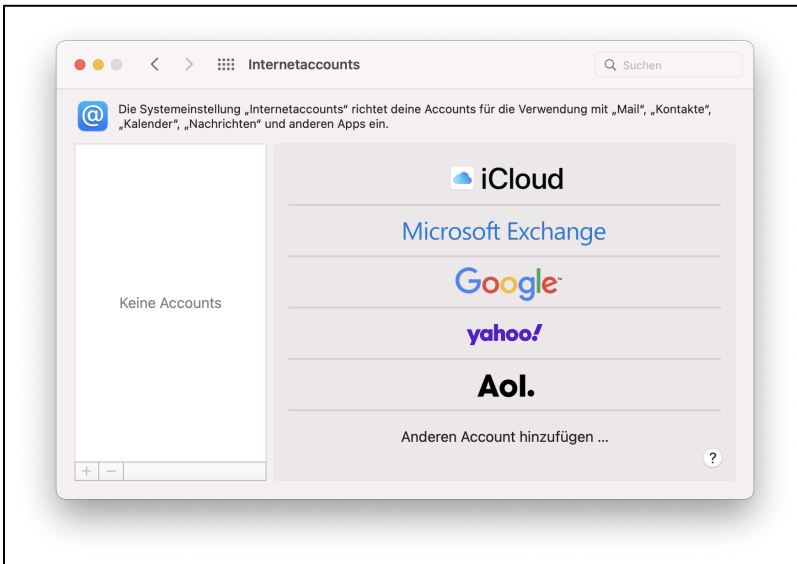 Internetaccounts
Suchen
Die Systemeinstellung „Internetaccounts“ richtet deine Accounts für die Verwendung mit „Mail“, „Kontakte“,
„Kalender“, „Nachrichten“ und anderen Apps ein.
Keine Accounts
iCloud
Microsoft Exchange
Google™
yahoo!
Aol.
Anderen Account hinzufügen ...
?
+ −